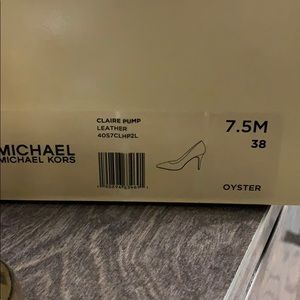 CLAIRE PUMP
LEATHER
40S7CLHP2L
7.5M
38
MICHAEL
MICHAEL KORS
OYSTER